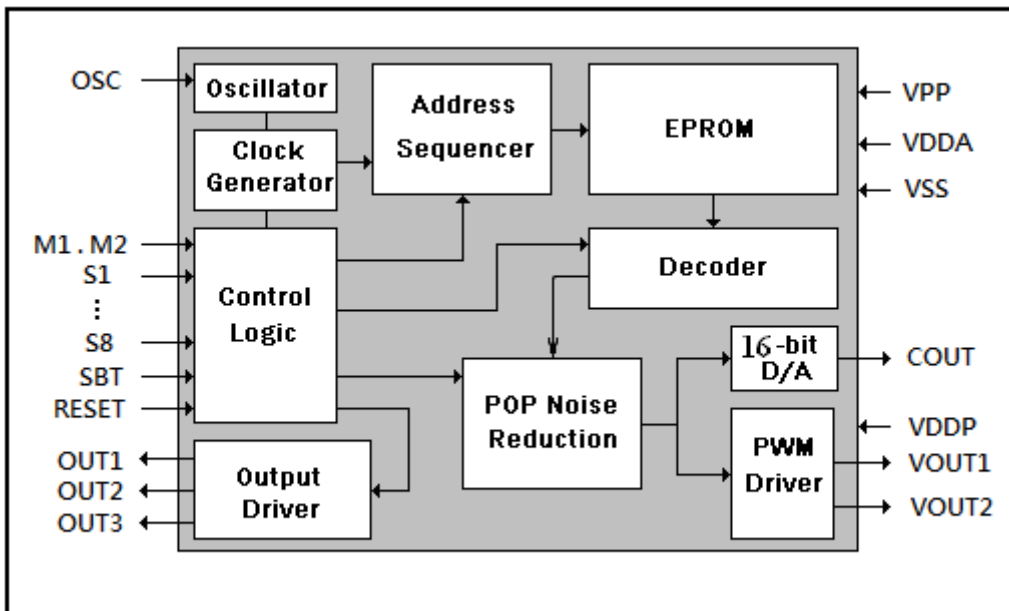 OSC
M1 . M2
S1
⋮
S8
SBT
RESET
OUT1
OUT2
OUT3
Oscillator
Clock
Generator
Control
Logic
Output
Driver
Address
Sequencer
EPROM
Decoder
POP Noise
Reduction
16-bit
D/A
PWM
Driver
VPP
VDDA
VSS
COUT
VDDP
VOUT1
VOUT2